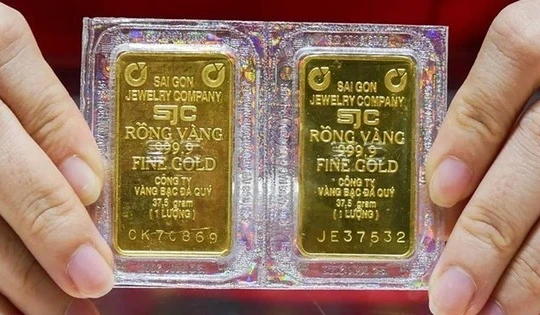 SAI GON
JEWELRY COMPANY
SJC
RỒNG VÀNG
999.9
FINE GOLD
CÔNG TY
VÀNG BẠC ĐÁ QUÝ
37,5 gram
(1 LƯỢNG)
CK70869
SAI GON
JEWELRY COMPANY
SJC
RỒNG VÀNG
999.9
FINE GOLD
CÔNG TY
VÀNG BẠC ĐÁ QUÝ
37,5 gram
(1 LƯỢNG)
JE37532